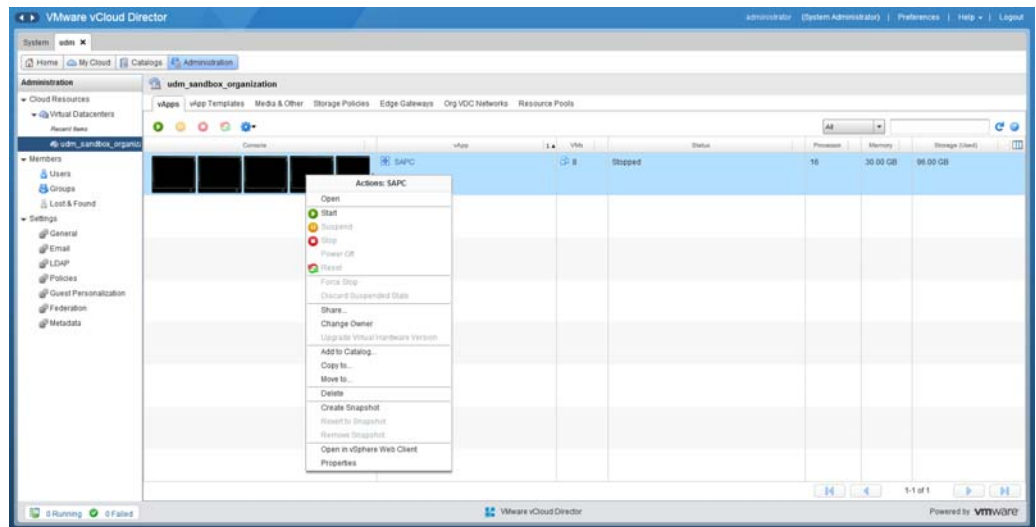 VMware vCloud Director
administrator (System Administrator) | Preferences | Help | Logout
System udm
Home My Cloud Catalogs Administration
Administration
udm_sandbox_organization
Cloud Resources
Virtual Datacenters
Recent Items
udm_sandbox_organiz
Members
Users
Groups
Lost & Found
Settings
General
Email
LDAP
Policies
Guest Personalization
Federation
Metadata
vApps vApp Templates Media & Other Storage Policies Edge Gateways Org VDC Networks Resource Pools
All
Console vApp 1 VMs Status Processor Memory Storage (Used)
SAPC 8 Stopped 16 30.00 GB 96.00 GB
Actions: SAPC
Open
Start
Suspend
Stop
Power Off
Reset
Force Stop
Discard Suspended State
Share...
Change Owner
Upgrade Virtual Hardware Version
Add to Catalog...
Copy to...
Move to...
Delete
Create Snapshot
Revert to Snapshot
Remove Snapshot
Open in vSphere Web Client
Properties
1-1 of 1
0 Running 0 Failed
VMware vCloud Director
Powered by vmware